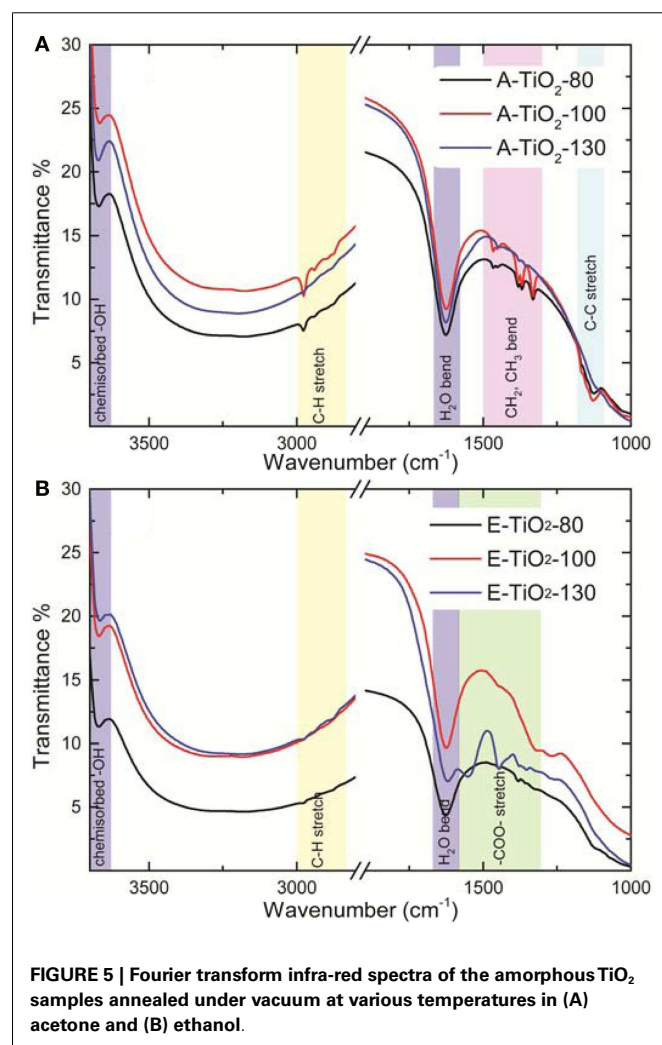 A
30
25
20
15
10
5
Transmittance %
A-TiO₂-80
A-TiO₂-100
A-TiO₂-130
chemisorbed -OH
C-H stretch
H₂O bend
CH₂, CH₃ bend
C-C stretch
3500
3000
1500
1000
Wavenumber (cm⁻¹)
B
30
25
20
15
10
5
Transmittance %
E-TiO₂-80
E-TiO₂-100
E-TiO₂-130
chemisorbed -OH
C-H stretch
H₂O bend
-COO- stretch
3500
3000
1500
1000
Wavenumber (cm⁻¹)
FIGURE 5 | Fourier transform infra-red spectra of the amorphous TiO₂
samples annealed under vacuum at various temperatures in (A)
acetone and (B) ethanol.